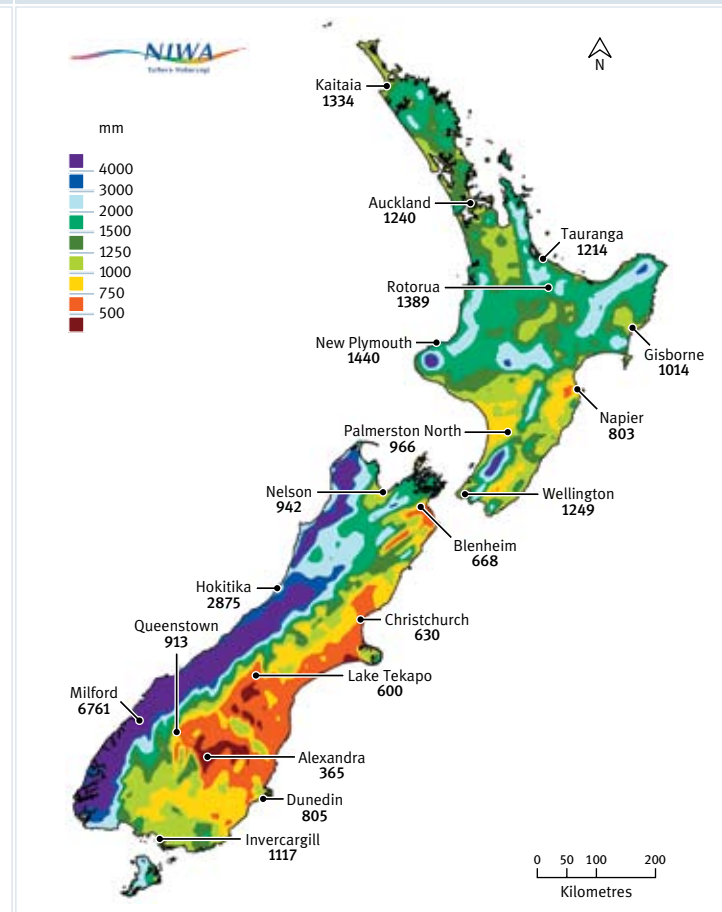 NIWA
Taihoro Nukurangi
N
mm
4000
3000
2000
1500
1250
1000
750
500
Kaitaia
1334
Auckland
1240
Tauranga
1214
Rotorua
1389
New Plymouth
1440
Gisborne
1014
Napier
803
Palmerston North
966
Nelson
942
Wellington
1249
Blenheim
668
Hokitika
2875
Queenstown
913
Christchurch
630
Lake Tekapo
600
Milford
6761
Alexandra
365
Dunedin
805
Invercargill
1117
0 50 100 200
Kilometres